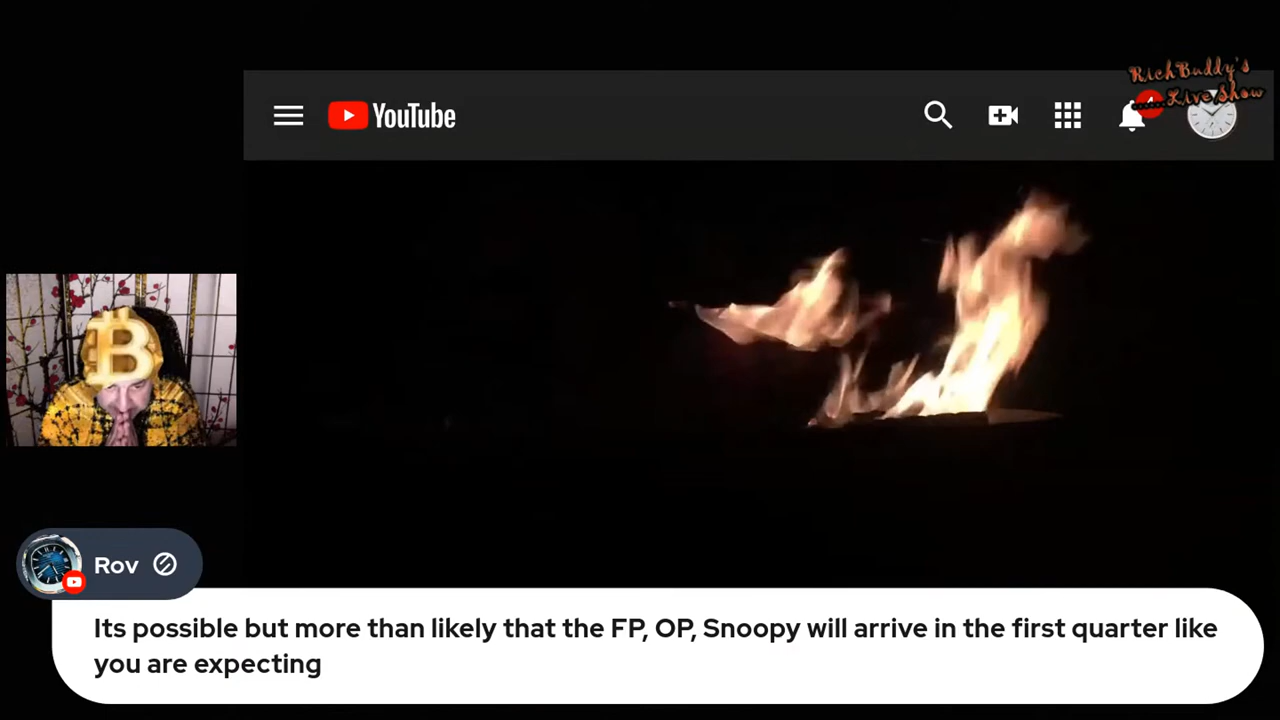 RichBuddy's
......Live Show
YouTube
4
B
Rov
Its possible but more than likely that the FP, OP, Snoopy will arrive in the first quarter like
you are expecting